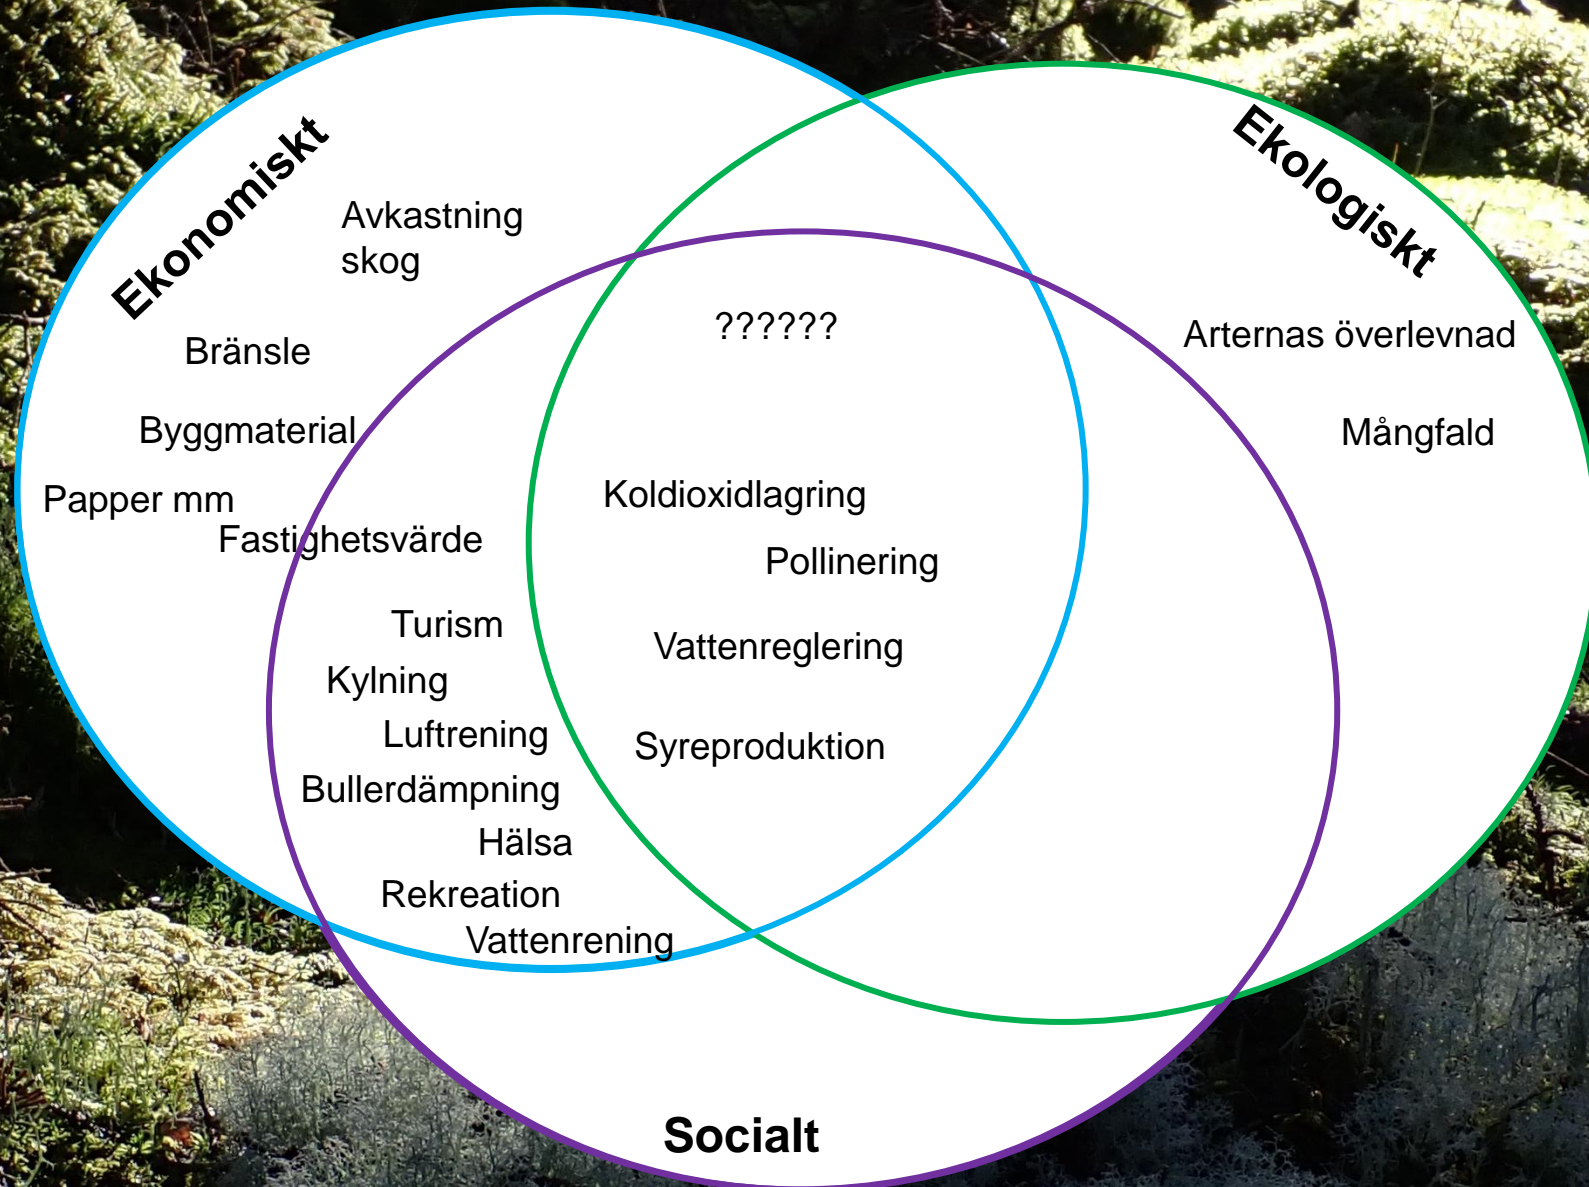 Ekonomiskt
Ekologiskt
Avkastning
skog
??????
Arternas överlevnad
Bränsle
Byggmaterial
Mångfald
Papper mm
Koldioxidlagring
Fastighetsvärde
Pollinering
Turism
Vattenreglering
Kylning
Luftrening
Syreproduktion
Bullerdämpning
Hälsa
Rekreation
Vattenrening
Socialt